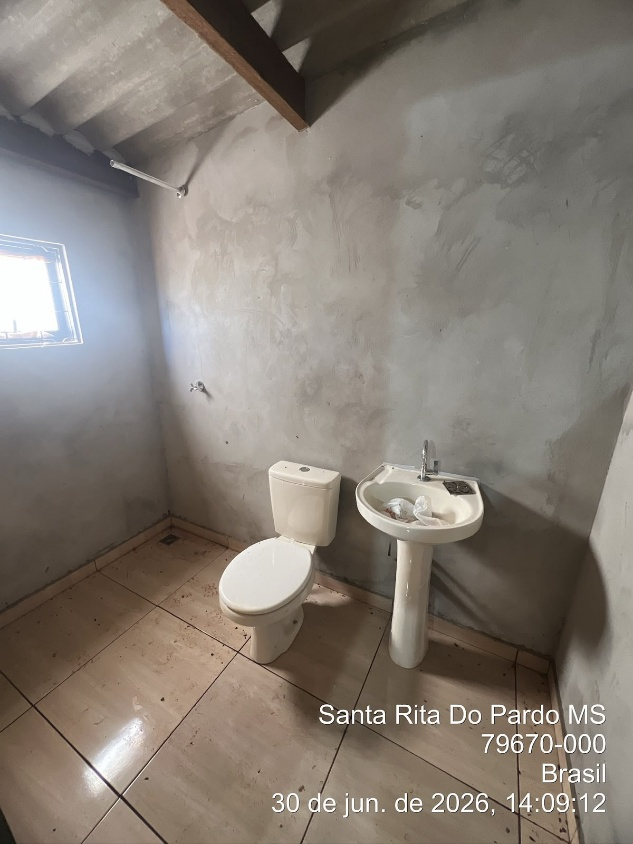 Santa Rita Do Pardo MS
79670-000
Brasil
30 de jun. de 2026, 14:09:12